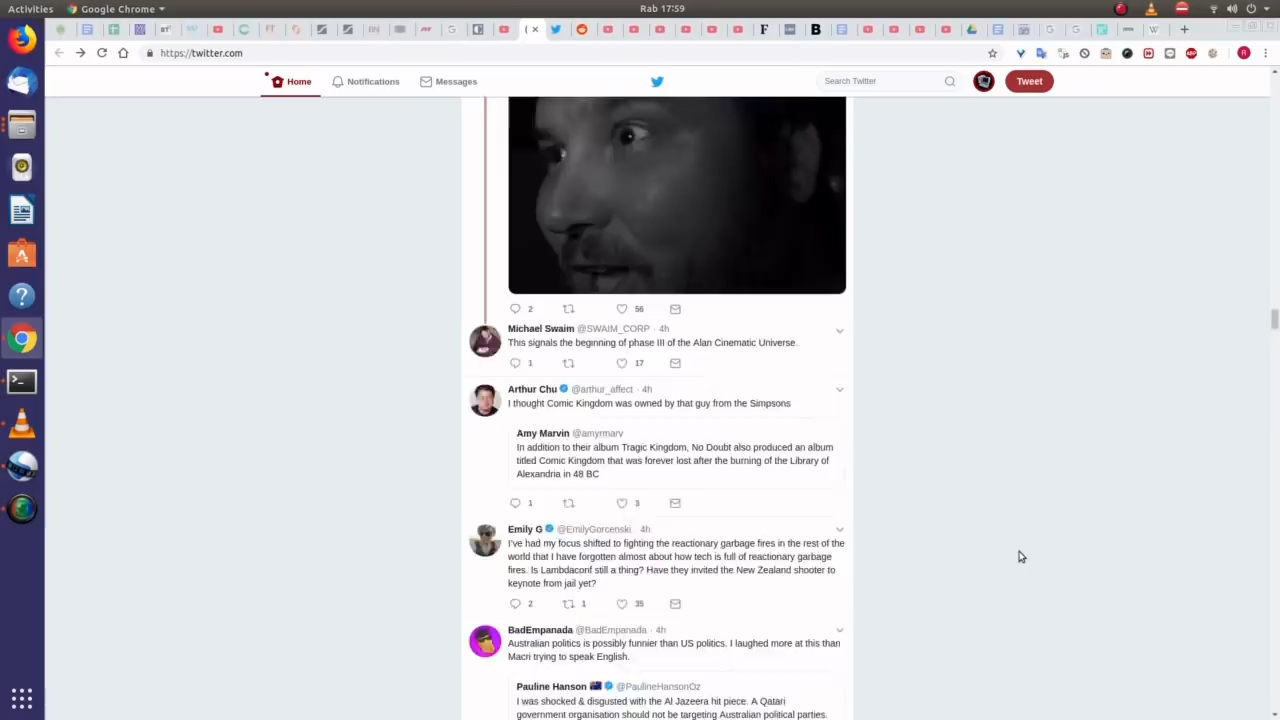 Activities Google Chrome Rab 17:59
https://twitter.com
Home Notifications Messages Search Twitter Tweet
2 56
Michael Swaim @SWAIM_CORP · 4h
This signals the beginning of phase III of the Alan Cinematic Universe.
1 17
Arthur Chu @arthur_affect · 4h
I thought Comic Kingdom was owned by that guy from the Simpsons
Amy Marvin @amyrmarv
In addition to their album Tragic Kingdom, No Doubt also produced an album
titled Comic Kingdom that was forever lost after the burning of the Library of
Alexandria in 48 BC
1 3
Emily G @EmilyGorcenski 4h
I've had my focus shifted to fighting the reactionary garbage fires in the rest of the
world that I have forgotten almost about how tech is full of reactionary garbage
fires. Is Lambdaconf still a thing? Have they invited the New Zealand shooter to
keynote from jail yet?
2 1 35
BadEmpanada @BadEmpanada · 4h
Australian politics is possibly funnier than US politics. I laughed more at this than
Macri trying to speak English.
Pauline Hanson @PaulineHansonOz
I was shocked & disgusted with the Al Jazeera hit piece. A Qatari
government organisation should not be targeting Australian political parties.